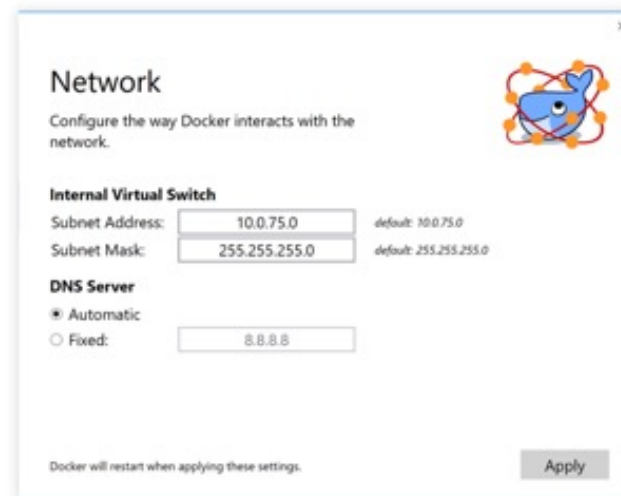 Network
Configure the way Docker interacts with the
network.
Internal Virtual Switch
Subnet Address: 10.0.75.0 default: 10.0.75.0
Subnet Mask: 255.255.255.0 default: 255.255.255.0
DNS Server
Automatic
Fixed: 8.8.8.8
Docker will restart when applying these settings. Apply